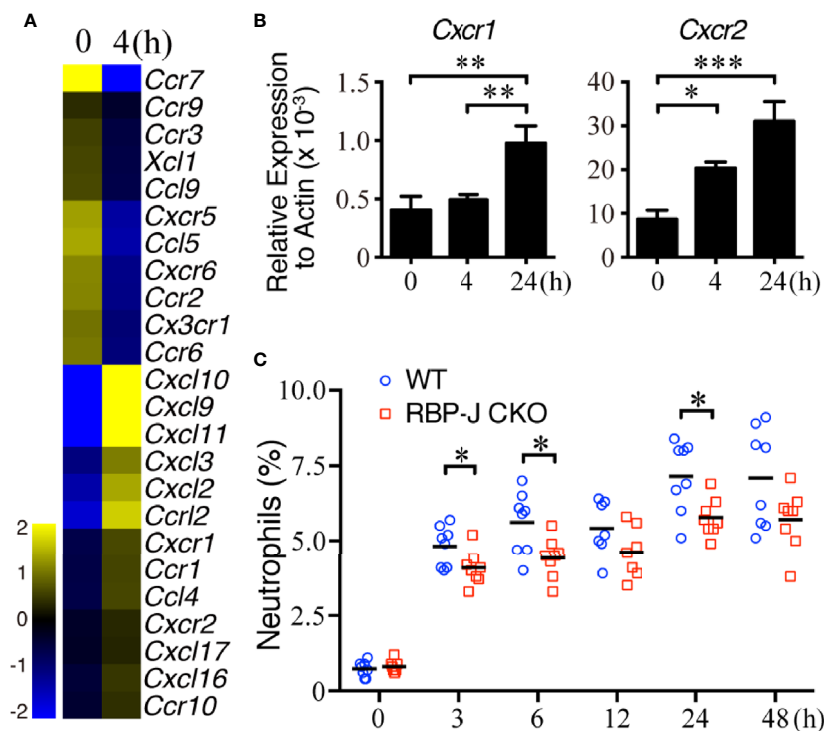 A
0 4(h)
Ccr7
Ccr9
Ccr3
Xcl1
Ccl9
Cxcr5
Ccl5
Cxcr6
Ccr2
Cx3cr1
Ccr6
Cxcl10
Cxcl9
Cxcl11
Cxcl3
Cxcl2
Ccrl2
Cxcr1
Ccr1
Ccl4
Cxcr2
Cxcl17
Cxcl16
Ccr10
2
1
0
-1
-2
B
Relative Expression
to Actin (x 10⁻³)
Cxcr1
**
**
1.5
1.0
0.5
0
0 4 24(h)
Cxcr2
***
*
40
30
20
10
0
0 4 24(h)
C
WT
RBP-J CKO
Neutrophils (%)
10.0
7.5
5.0
2.5
0
* * *
0 3 6 12 24 48 (h)